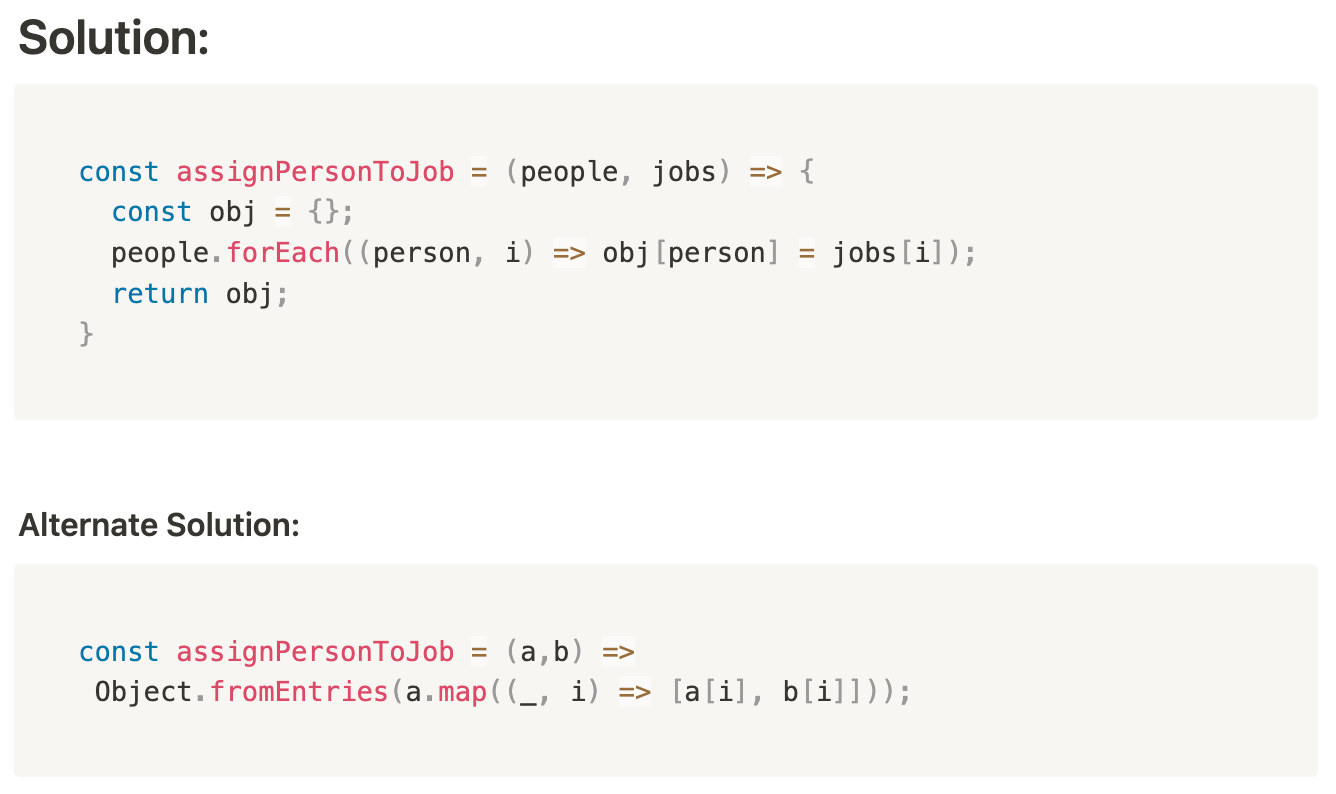 Solution:
const assignPersonToJob = (people, jobs) => {
  const obj = {};
  people.forEach((person, i) => obj[person] = jobs[i]);
  return obj;
}
Alternate Solution:
const assignPersonToJob = (a,b) =>
 Object.fromEntries(a.map((_, i) => [a[i], b[i]]));